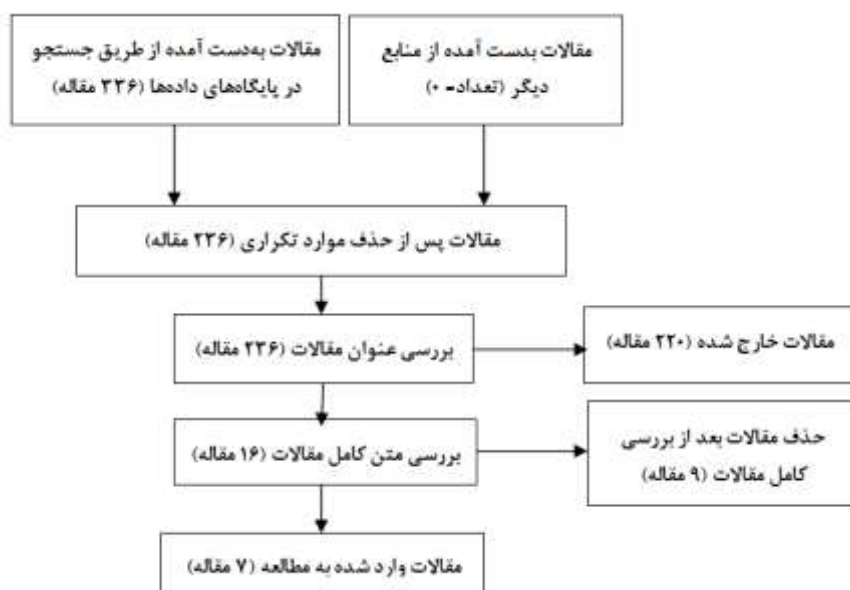 مقالات بدست آمده از منابع
دیگر (تعداد= ۰)
مقالات به‌دست آمده از طریق جستجو
در پایگاه‌های داده‌ها (۳۳۶ مقاله)
مقالات پس از حذف موارد تکراری (۲۳۶ مقاله)
بررسی عنوان مقالات (۲۳۶ مقاله)
مقالات خارج شده (۲۲۰ مقاله)
بررسی متن کامل مقالات (۱۶ مقاله)
حذف مقالات بعد از بررسی
کامل مقالات (۹ مقاله)
مقالات وارد شده به مطالعه (۷ مقاله)